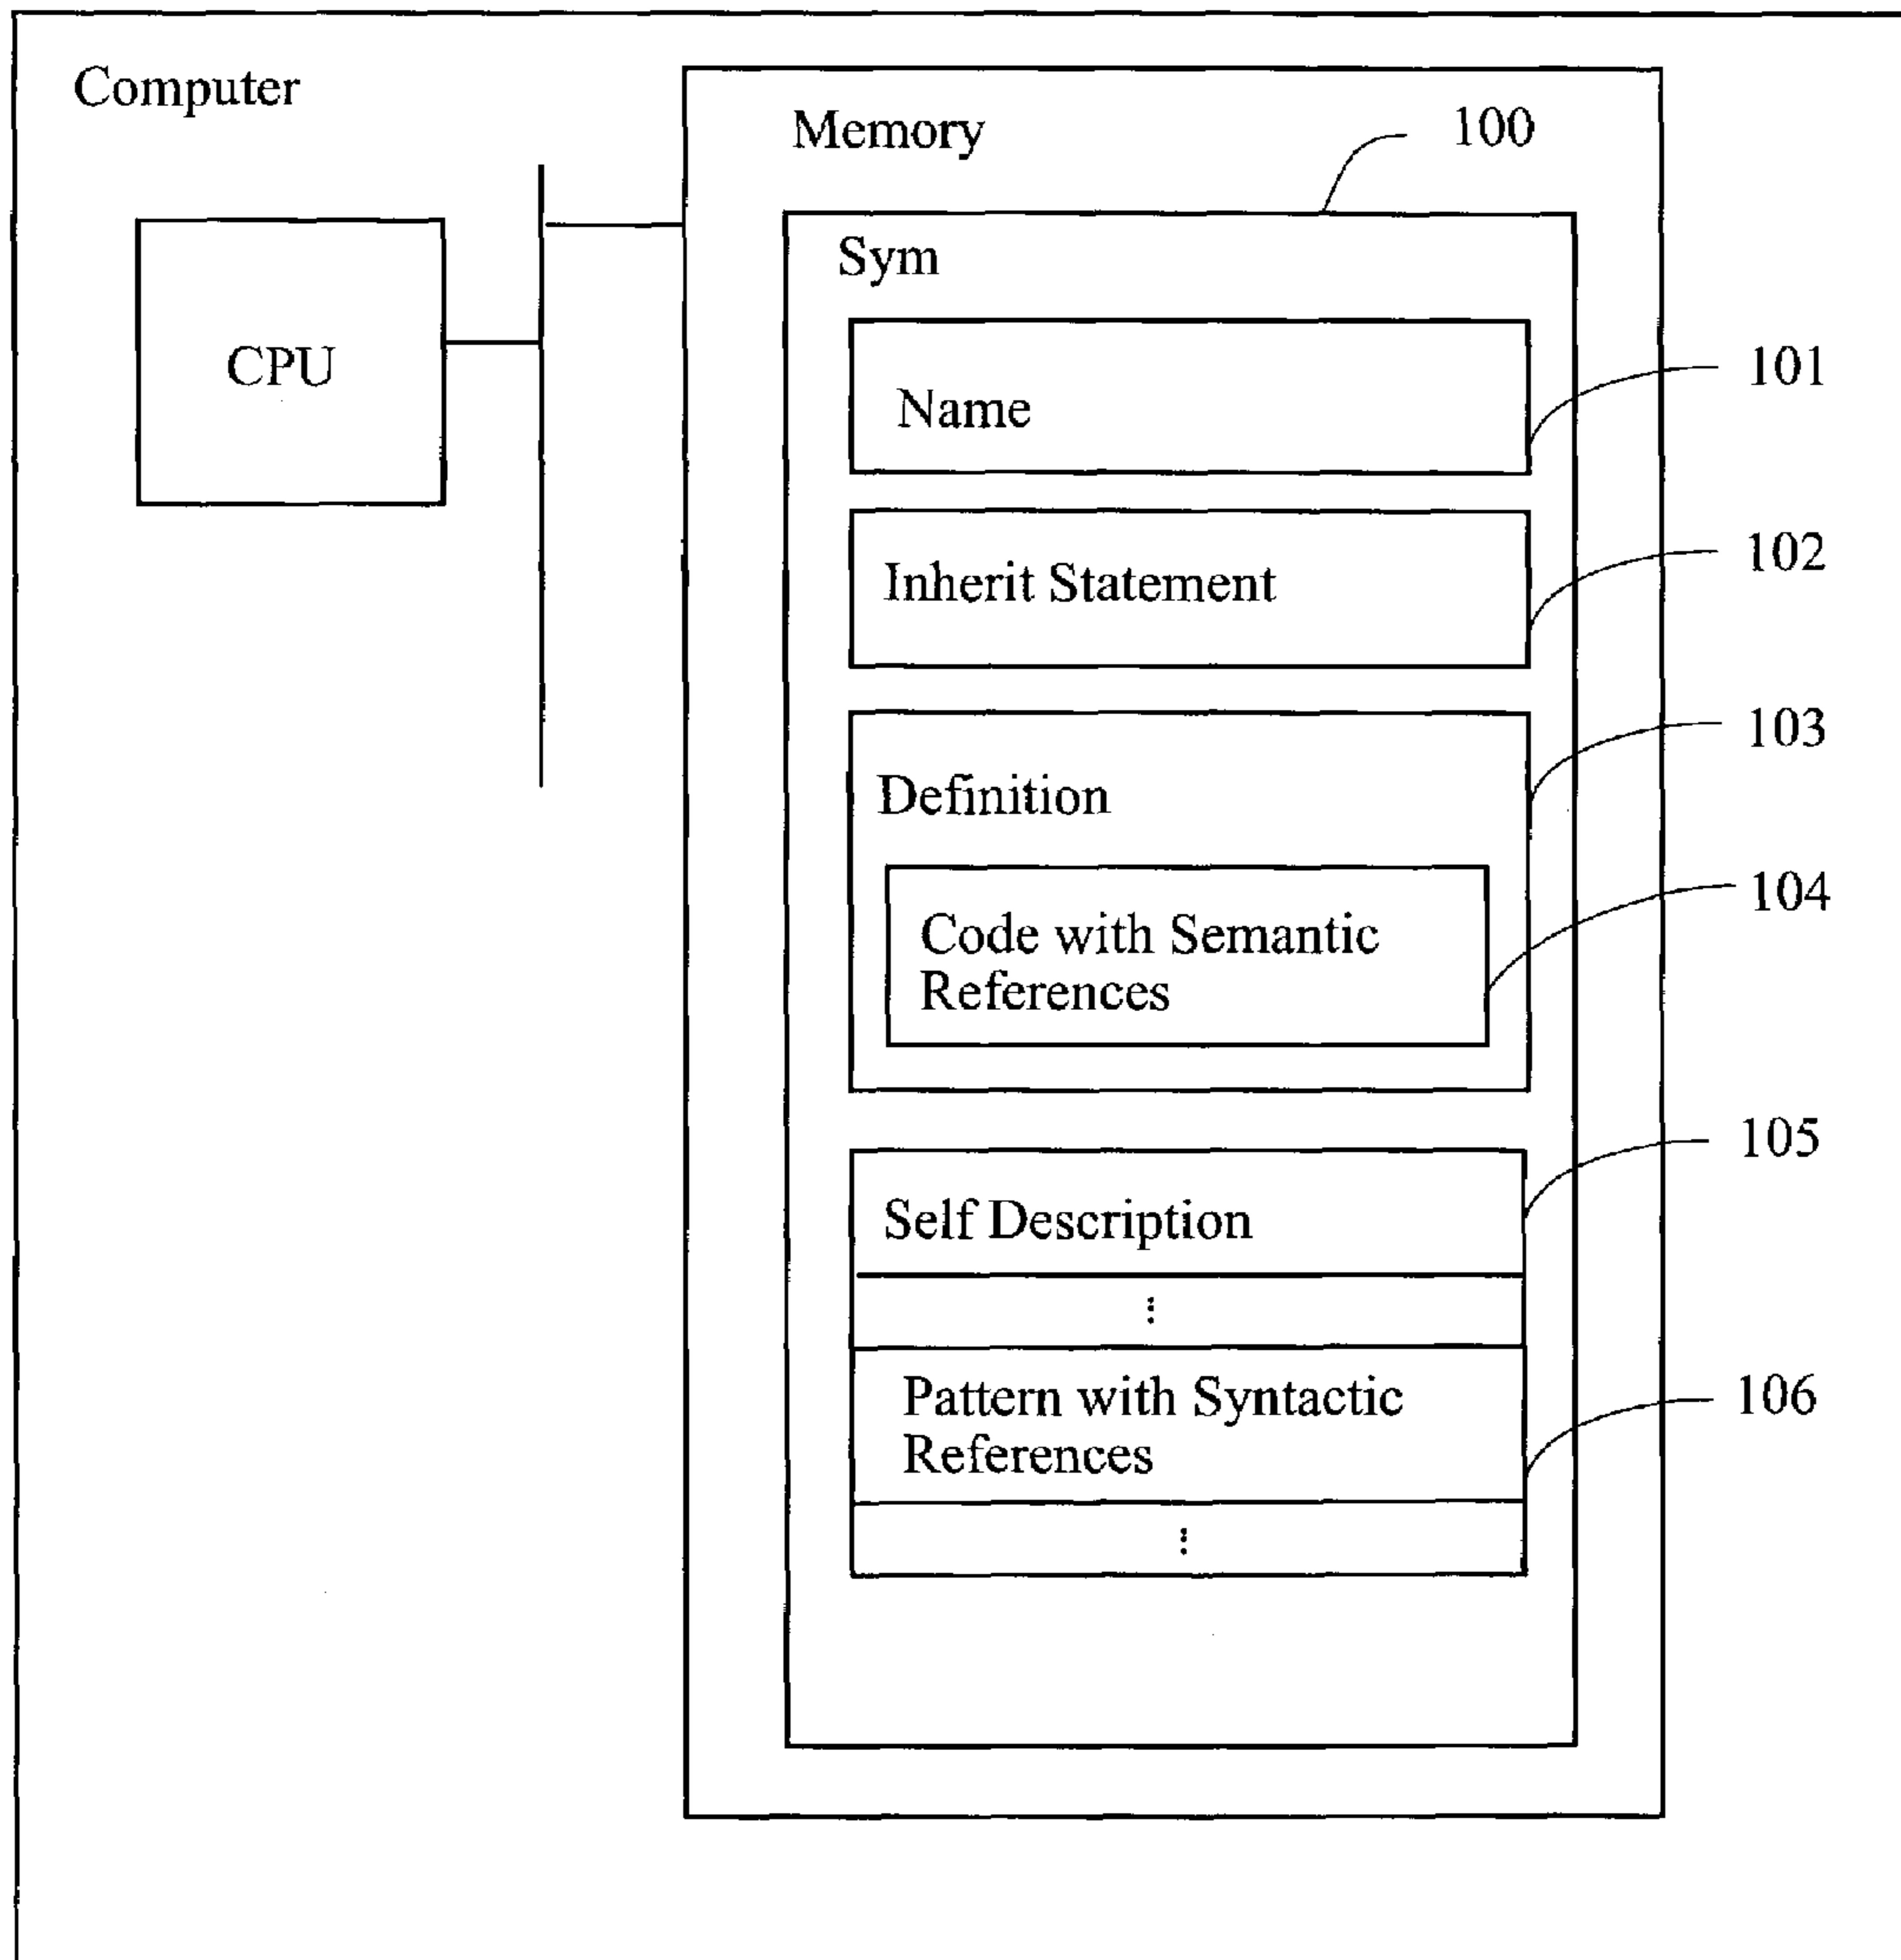 Computer
Memory
100
Sym
CPU
Name
101
Inherit Statement
102
Definition
103
Code with Semantic
References
104
Self Description
105
Pattern with Syntactic
References
106